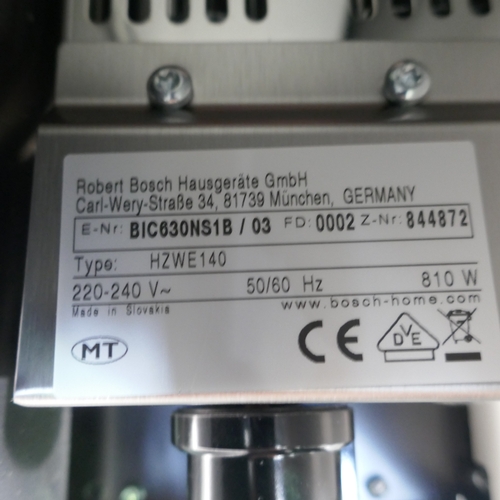 Robert Bosch Hausgeräte GmbH
Carl-Wery-Straße 34, 81739 München, GERMANY
E-Nr: BIC630NS1B / 03 FD: 0002 Z-Nr: 844872
Type: HZWE140
220-240 V~ 50/60 Hz 810 W
www.bosch-home.com
Made in Slovakia
MT CE DVE